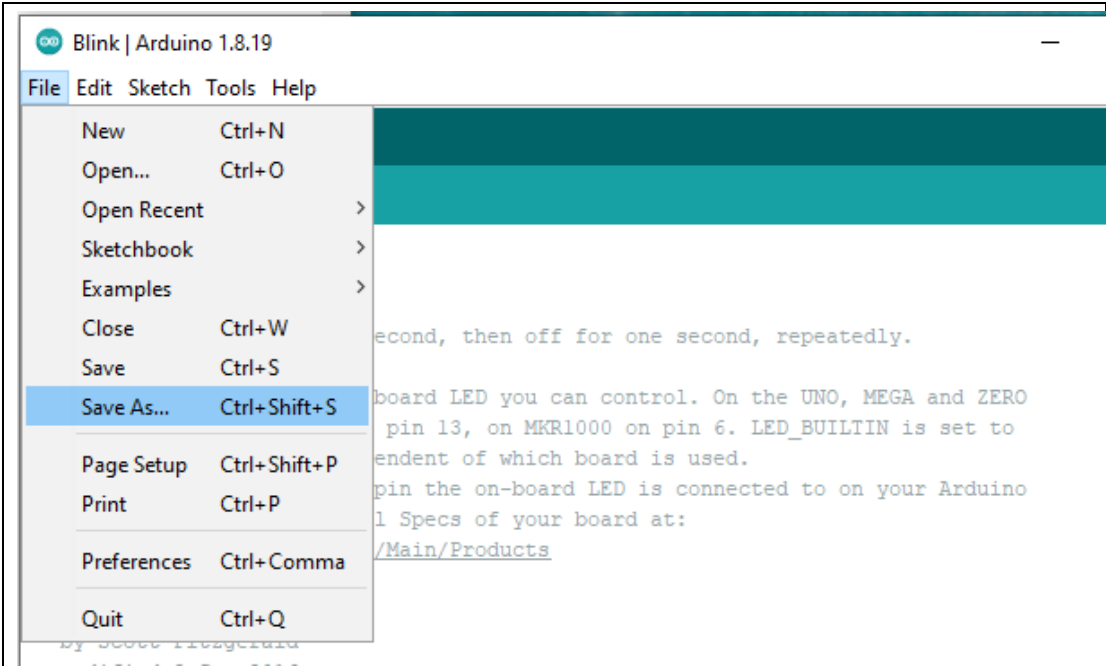 Blink | Arduino 1.8.19
File Edit Sketch Tools Help
New Ctrl+N
Open... Ctrl+O
Open Recent
Sketchbook
Examples
Close Ctrl+W
Save Ctrl+S
Save As... Ctrl+Shift+S
Page Setup Ctrl+Shift+P
Print Ctrl+P
Preferences Ctrl+Comma
Quit Ctrl+Q
econd, then off for one second, repeatedly.
board LED you can control. On the UNO, MEGA and ZERO
pin 13, on MKR1000 on pin 6. LED_BUILTIN is set to
endent of which board is used.
pin the on-board LED is connected to on your Arduino
l Specs of your board at:
/Main/Products
by Scott Fitzgerald